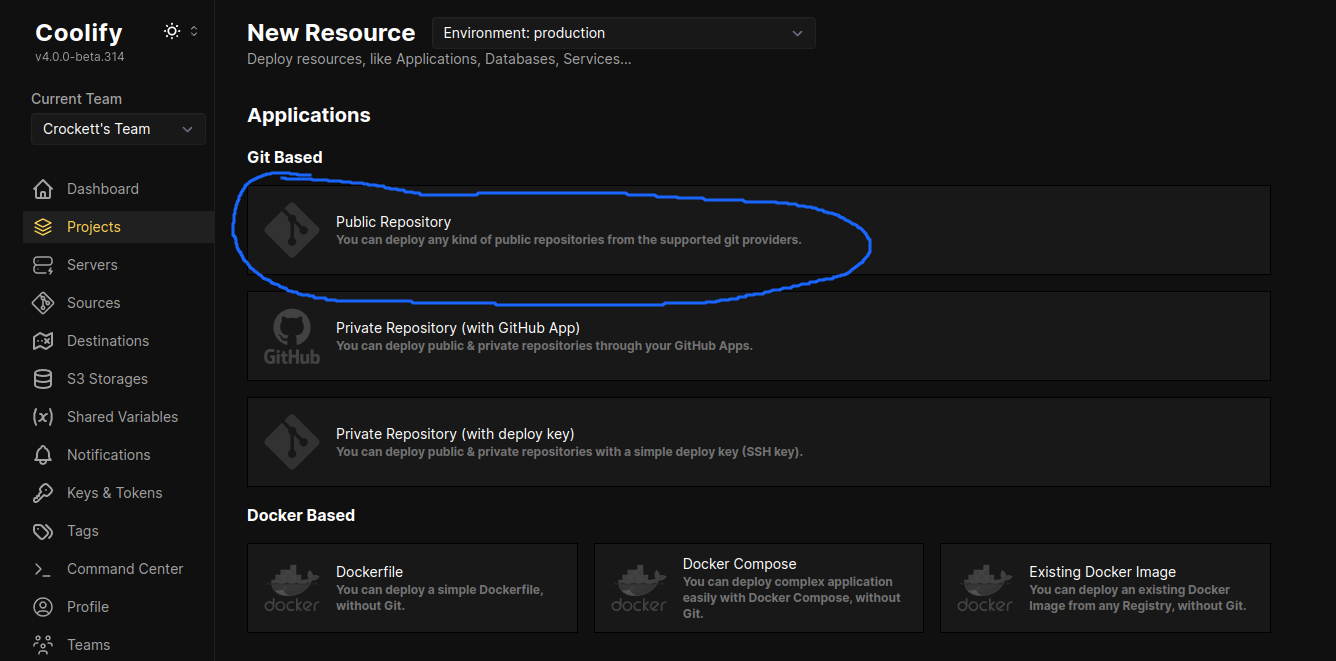 Coolify
v4.0.0-beta.314
Current Team
Crockett's Team
Dashboard
Projects
Servers
Sources
Destinations
S3 Storages
Shared Variables
Notifications
Keys & Tokens
Tags
Command Center
Profile
Teams
New Resource
Environment: production
Deploy resources, like Applications, Databases, Services...
Applications
Git Based
Public Repository
You can deploy any kind of public repositories from the supported git providers.
GitHub
Private Repository (with GitHub App)
You can deploy public & private repositories through your GitHub Apps.
Private Repository (with deploy key)
You can deploy public & private repositories with a simple deploy key (SSH key).
Docker Based
docker
Dockerfile
You can deploy a simple Dockerfile,
without Git.
docker
Docker Compose
You can deploy complex application
easily with Docker Compose, without
Git.
docker
Existing Docker Image
You can deploy an existing Docker
Image from any Registry, without Git.